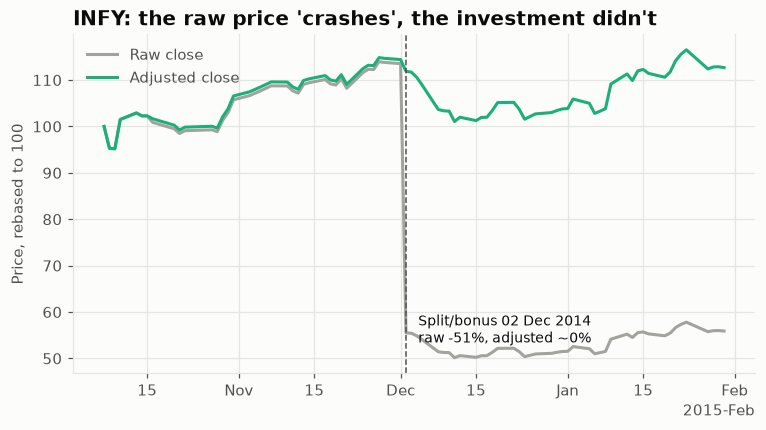 INFY: the raw price 'crashes', the investment didn't
Raw close
Adjusted close
Price, rebased to 100
110
100
90
80
70
60
50
Split/bonus 02 Dec 2014
raw -51%, adjusted ~0%
15
Nov
15
Dec
15
Jan
15
Feb
2015-Feb